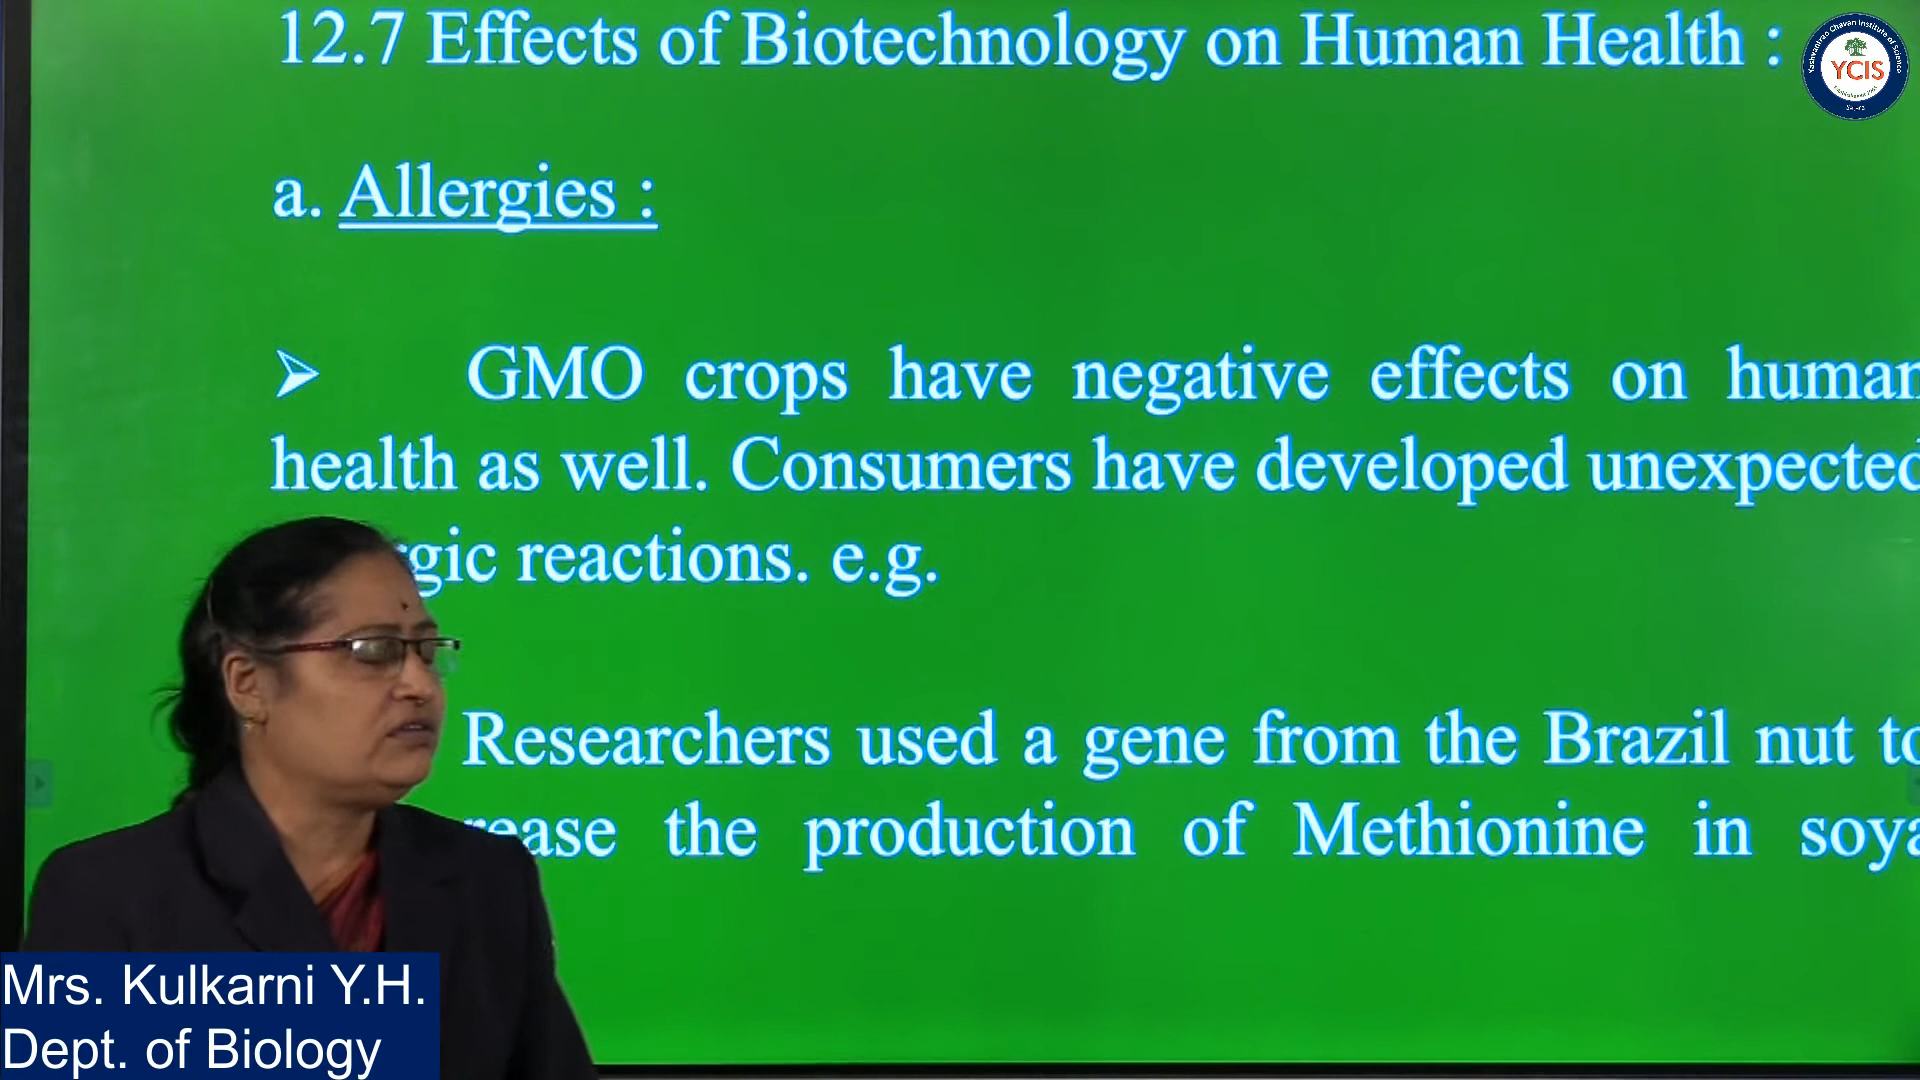 12.7 Effects of Biotechnology on Human Health :
YCIS
a. Allergies :
➢ GMO crops have negative effects on human
health as well. Consumers have developed unexpected
reactions. e.g.
Researchers used a gene from the Brazil nut to
the production of Methionine in soya
Mrs. Kulkarni Y.H.
Dept. of Biology